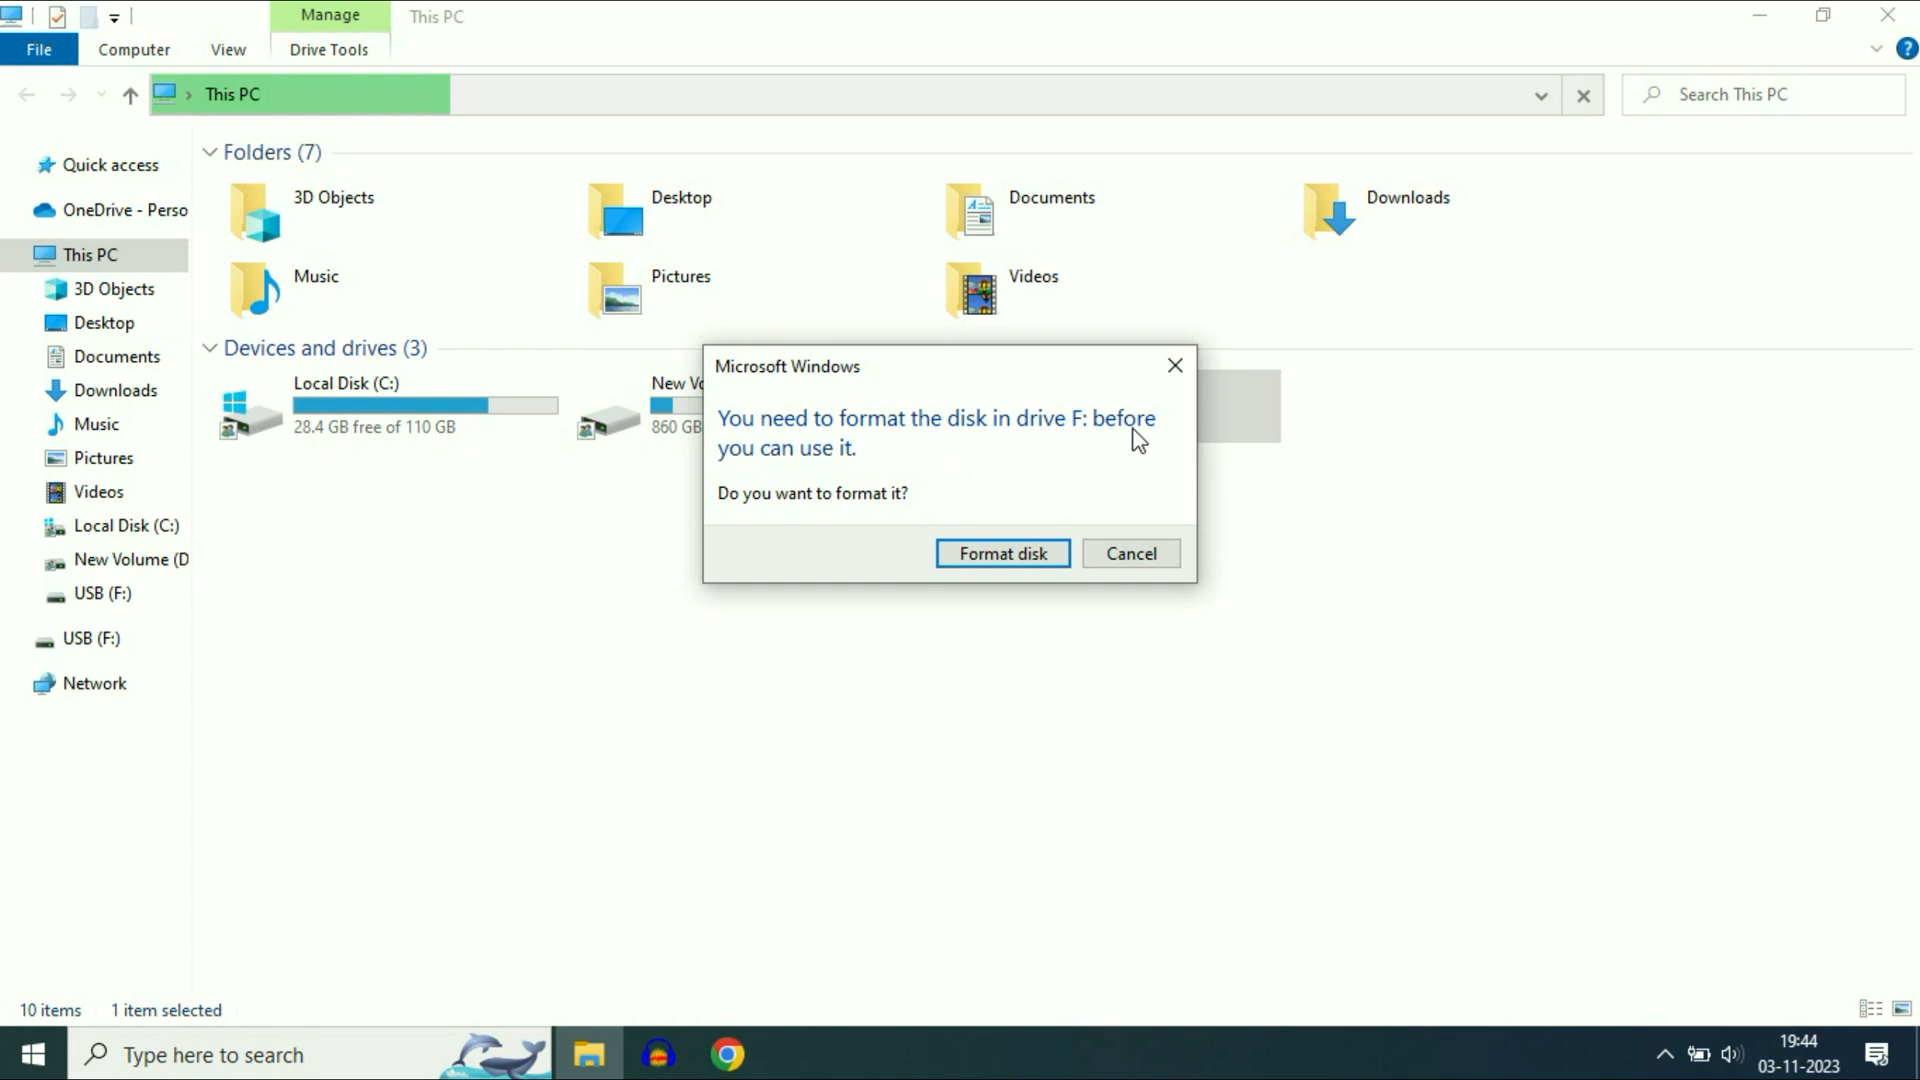 Manage
This PC
File
Computer
View
Drive Tools
This PC
Search This PC
Quick access
OneDrive - Perso
This PC
3D Objects
Desktop
Documents
Downloads
Music
Pictures
Videos
Local Disk (C:)
New Volume (D
USB (F:)
USB (F:)
Network
Folders (7)
3D Objects
Desktop
Documents
Downloads
Music
Pictures
Videos
Devices and drives (3)
Local Disk (C:)
28.4 GB free of 110 GB
New Vo
860 GB
Microsoft Windows
You need to format the disk in drive F: before
you can use it.
Do you want to format it?
Format disk
Cancel
10 items
1 item selected
Type here to search
19:44
03-11-2023